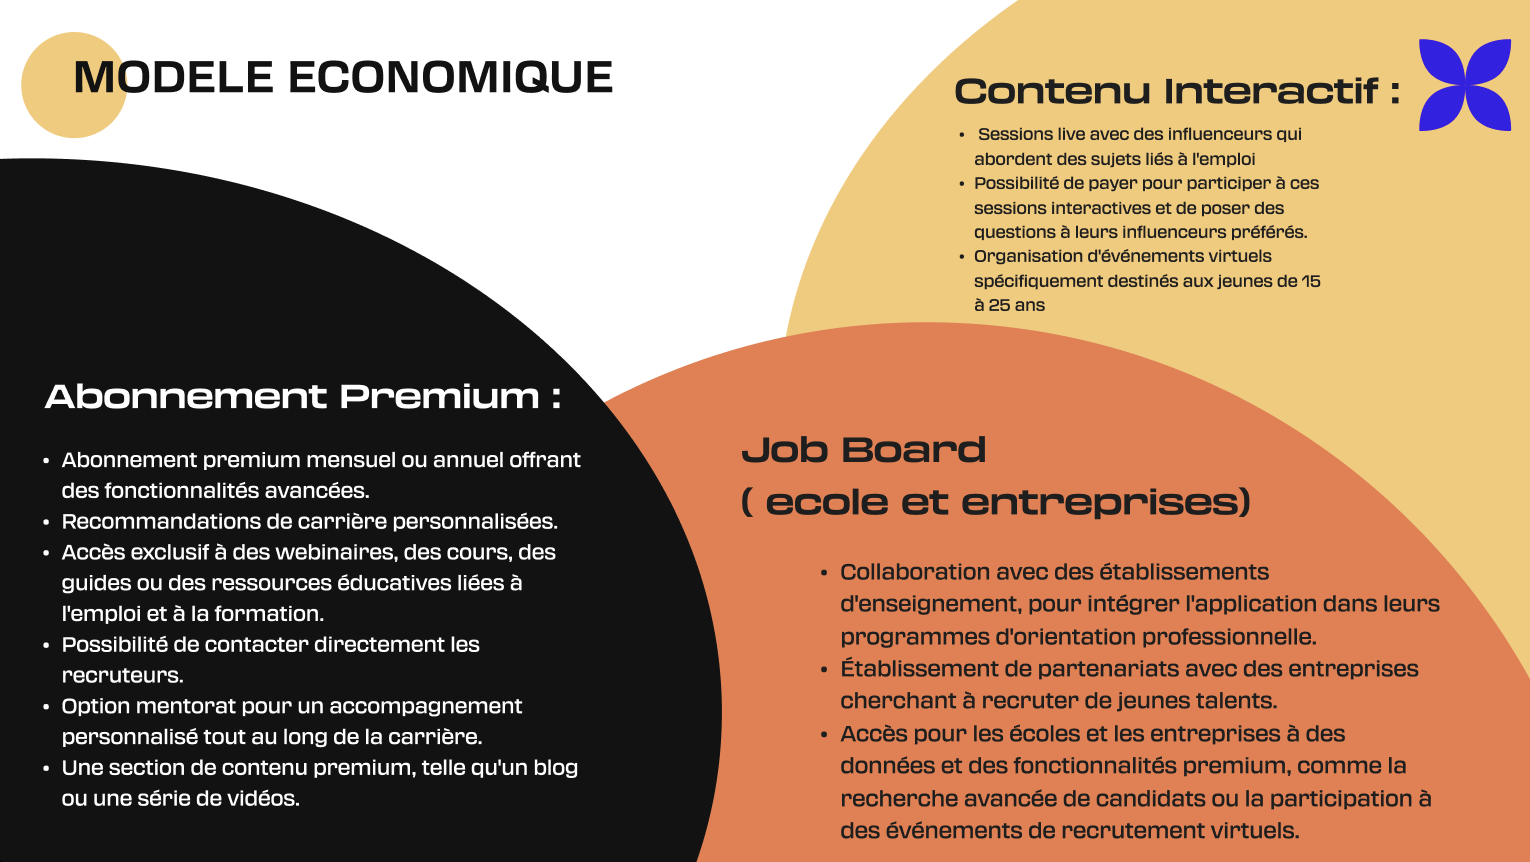 MODELE ECONOMIQUE
Contenu Interactif :
• Sessions live avec des influenceurs qui
abordent des sujets liés à l'emploi
• Possibilité de payer pour participer à ces
sessions interactives et de poser des
questions à leurs influenceurs préférés.
• Organisation d'événements virtuels
spécifiquement destinés aux jeunes de 15
à 25 ans
Abonnement Premium :
• Abonnement premium mensuel ou annuel offrant
des fonctionnalités avancées.
• Recommandations de carrière personnalisées.
• Accès exclusif à des webinaires, des cours, des
guides ou des ressources éducatives liées à
l'emploi et à la formation.
• Possibilité de contacter directement les
recruteurs.
• Option mentorat pour un accompagnement
personnalisé tout au long de la carrière.
• Une section de contenu premium, telle qu'un blog
ou une série de vidéos.
Job Board
( ecole et entreprises)
• Collaboration avec des établissements
d'enseignement, pour intégrer l'application dans leurs
programmes d'orientation professionnelle.
• Établissement de partenariats avec des entreprises
cherchant à recruter de jeunes talents.
• Accès pour les écoles et les entreprises à des
données et des fonctionnalités premium, comme la
recherche avancée de candidats ou la participation à
des événements de recrutement virtuels.